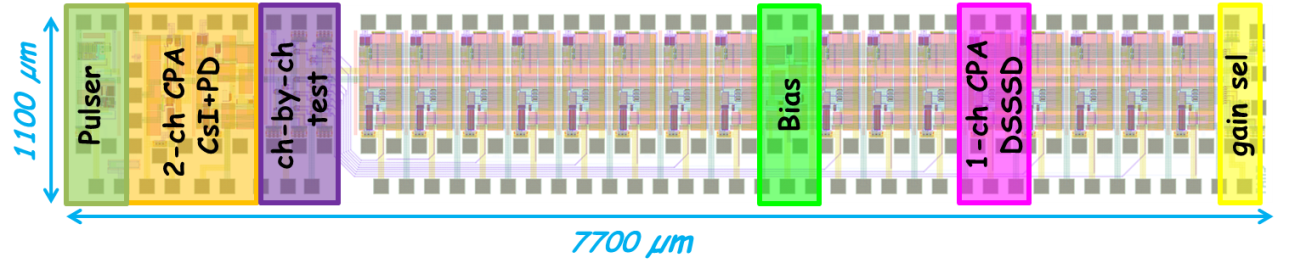 1100 μm
Pulser
2-ch CPA
CsI+PD
ch-by-ch
test
Bias
1-ch CPA
DSSSD
gain sel
7700 μm